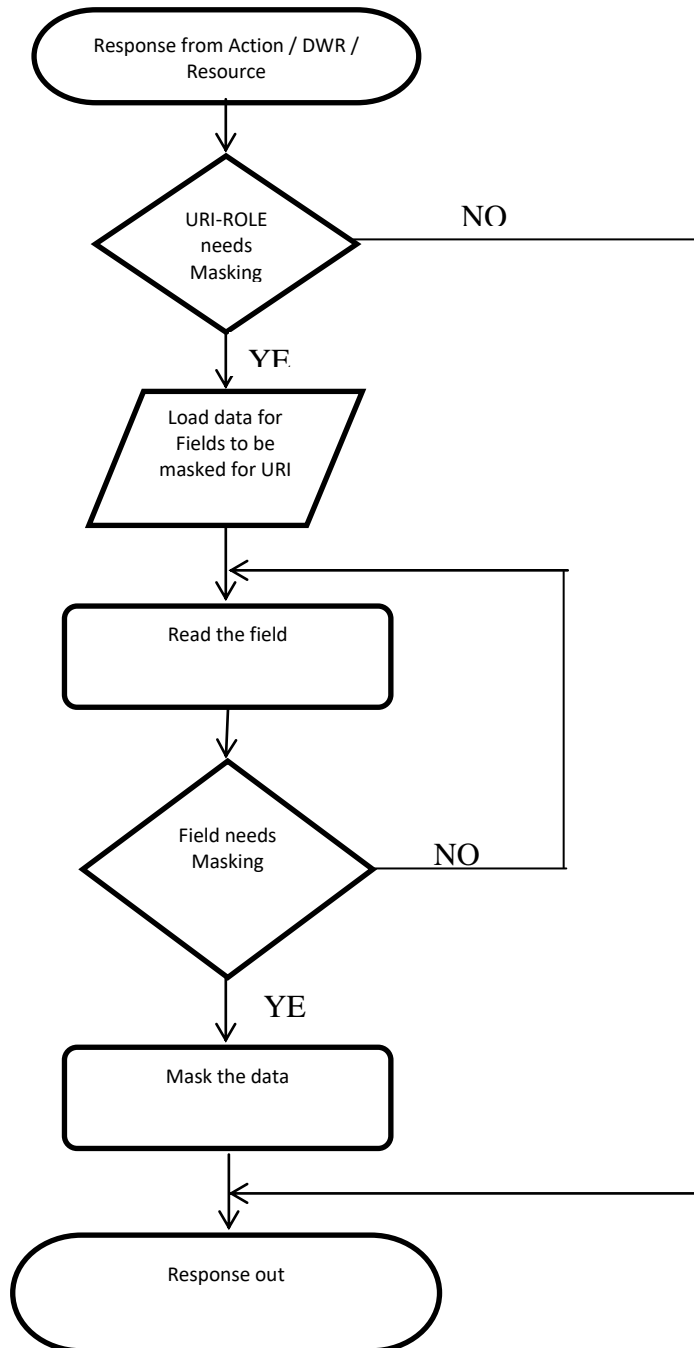 Response from Action / DWR /
Resource
URI-ROLE
needs
Masking
NO
YE
Load data for
Fields to be
masked for URI
Read the field
Field needs
Masking
NO
YE
Mask the data
Response out